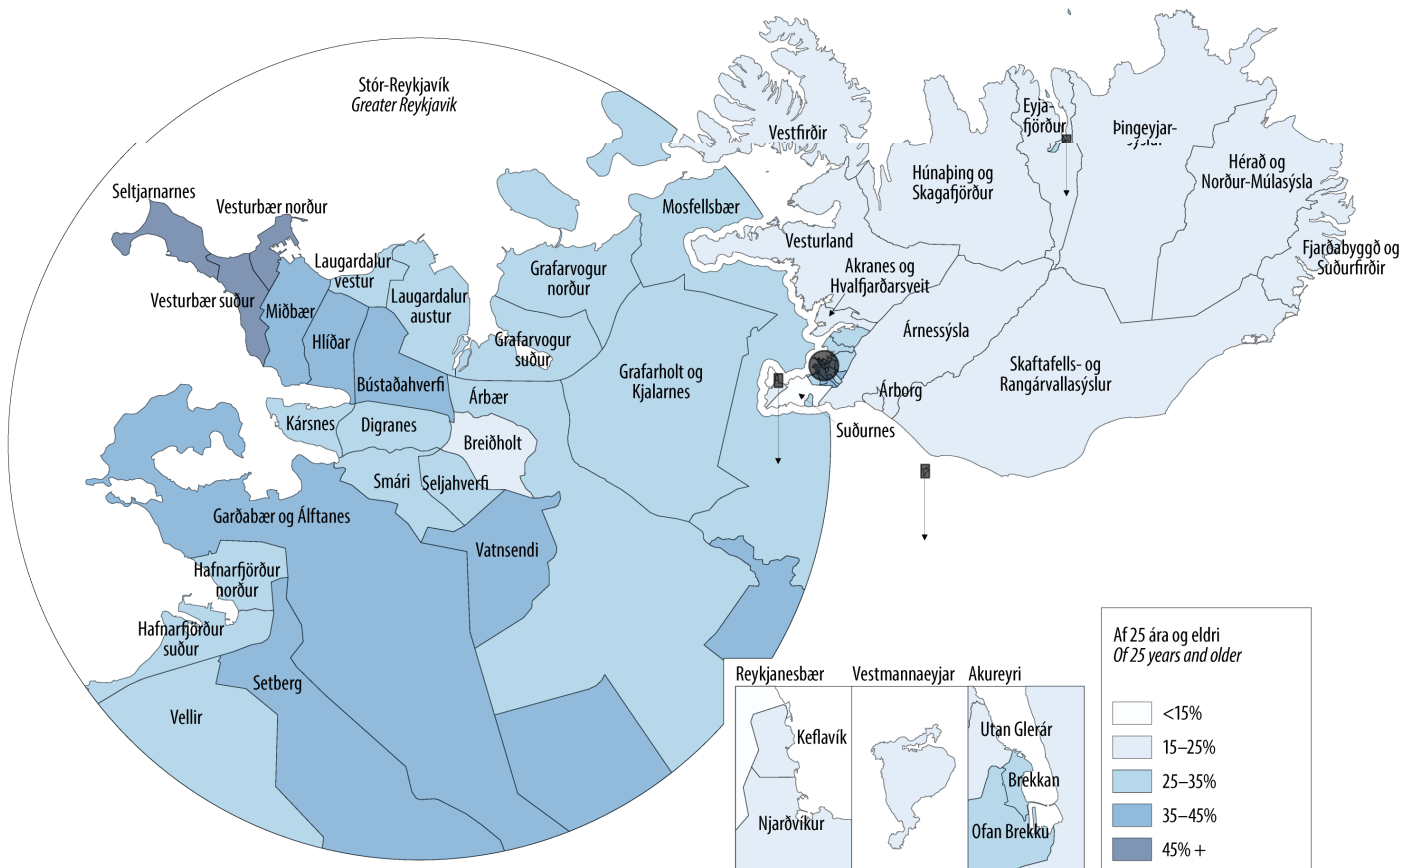 Stór-Reykjavík
Greater Reykjavik
Vestfirðir
Eyja-
fjörður
Þingeyjar-
Hérað og
Norður-Múlasýsla
Húnaþing og
Skagafjörður
Fjarðabyggð og
Suðurfirðir
Seltjarnarnes
Vesturbær norður
Mosfellsbær
Vesturland
Akranes og
Hvalfjarðarsveit
Laugardalur
vestur
Grafarvogur
norður
Vesturbær suður
Miðbær
Laugardalur
austur
Hlíðar
Grafarvogur
suður
Árnessýsla
Skaftafells- og
Rangárvallasýslur
Bústaðahverfi
Árbær
Grafarholt og
Kjalarnes
Árborg
Kársnes
Digranes
Breiðholt
Suðurnes
Smári
Seljahverfi
Garðabær og Álftanes
Vatnsendi
Hafnarfjörður
norður
Hafnarfjörður
suður
Setberg
Vellir
Reykjanesbær
Vestmannaeyjar
Akureyri
Keflavík
Njarðvíkur
Utan Glerár
Brekkan
Ofan Brekku
Af 25 ára og eldri
Of 25 years and older
<15%
15–25%
25–35%
35–45%
45% +